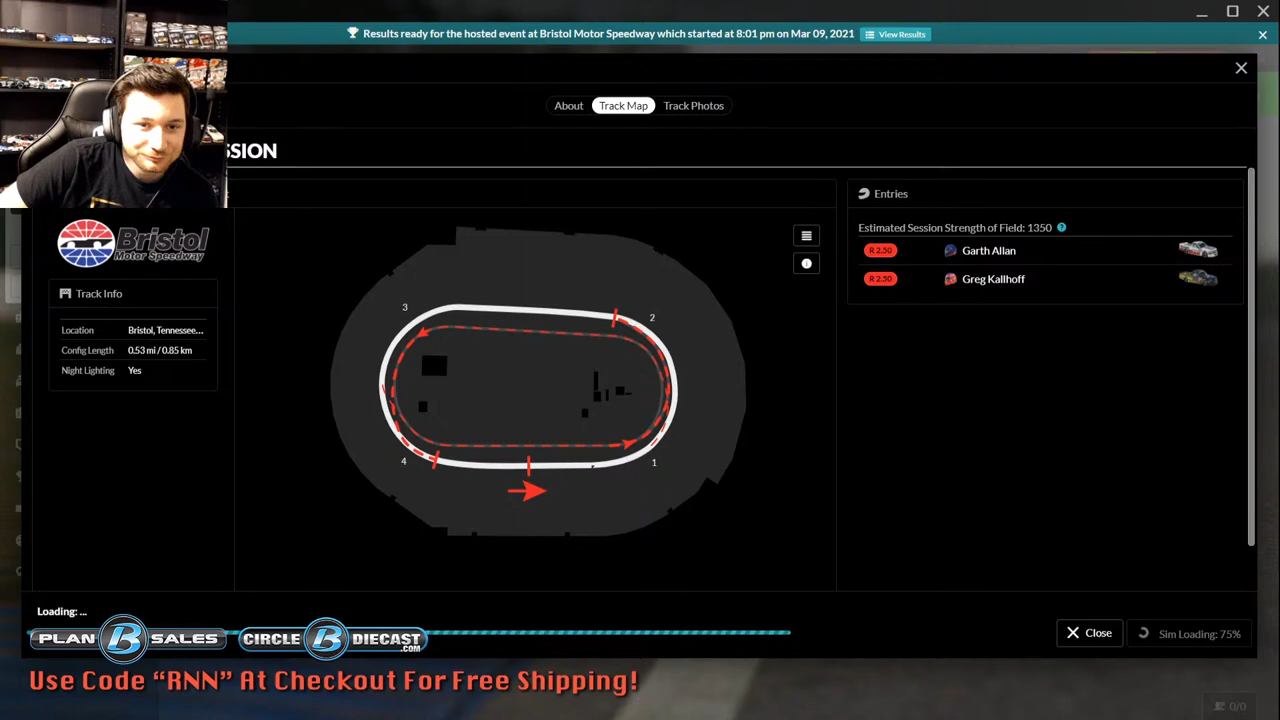 Results ready for the hosted event at Bristol Motor Speedway which started at 8:01 pm on Mar 09, 2021
View Results
About
Track Map
Track Photos
SSION
Bristol
Motor Speedway
Track Info
Location Bristol, Tennessee...
Config Length 0.53 mi / 0.85 km
Night Lighting Yes
3
2
4
1
Entries
Estimated Session Strength of Field: 1350 ?
R 2.50 Garth Allan
R 2.50 Greg Kallhoff
Loading: ...
PLAN B SALES
CIRCLE B DIECAST
.COM
Close
Sim Loading: 75%
Use Code “RNN” At Checkout For Free Shipping!
0/0